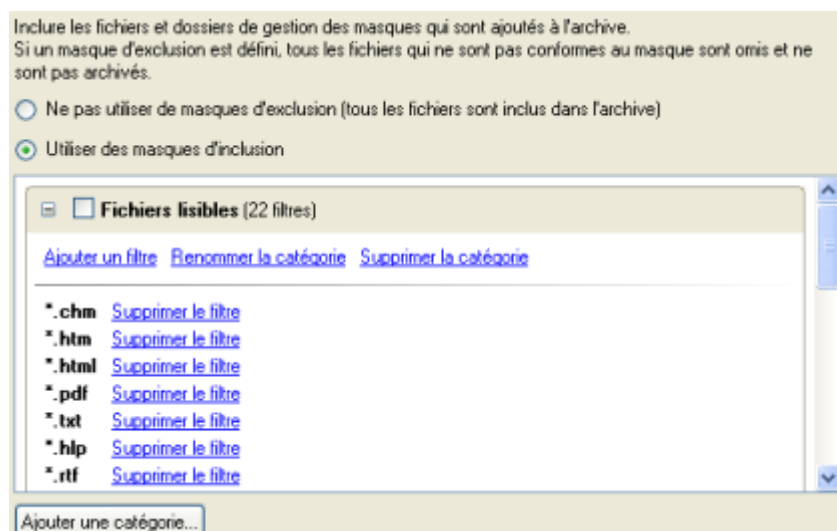 Inclure les fichiers et dossiers de gestion des masques qui sont ajoutés à l'archive.
Si un masque d'exclusion est défini, tous les fichiers qui ne sont pas conformes au masque sont omis et ne
sont pas archivés.
Ne pas utiliser de masques d'exclusion (tous les fichiers sont inclus dans l'archive)
Utiliser des masques d'inclusion
Fichiers lisibles (22 filtres)
Ajouter un filtre Renommer la catégorie Supprimer la catégorie
*.chm Supprimer le filtre
*.htm Supprimer le filtre
*.html Supprimer le filtre
*.pdf Supprimer le filtre
*.txt Supprimer le filtre
*.hlp Supprimer le filtre
*.rtf Supprimer le filtre
Ajouter une catégorie...